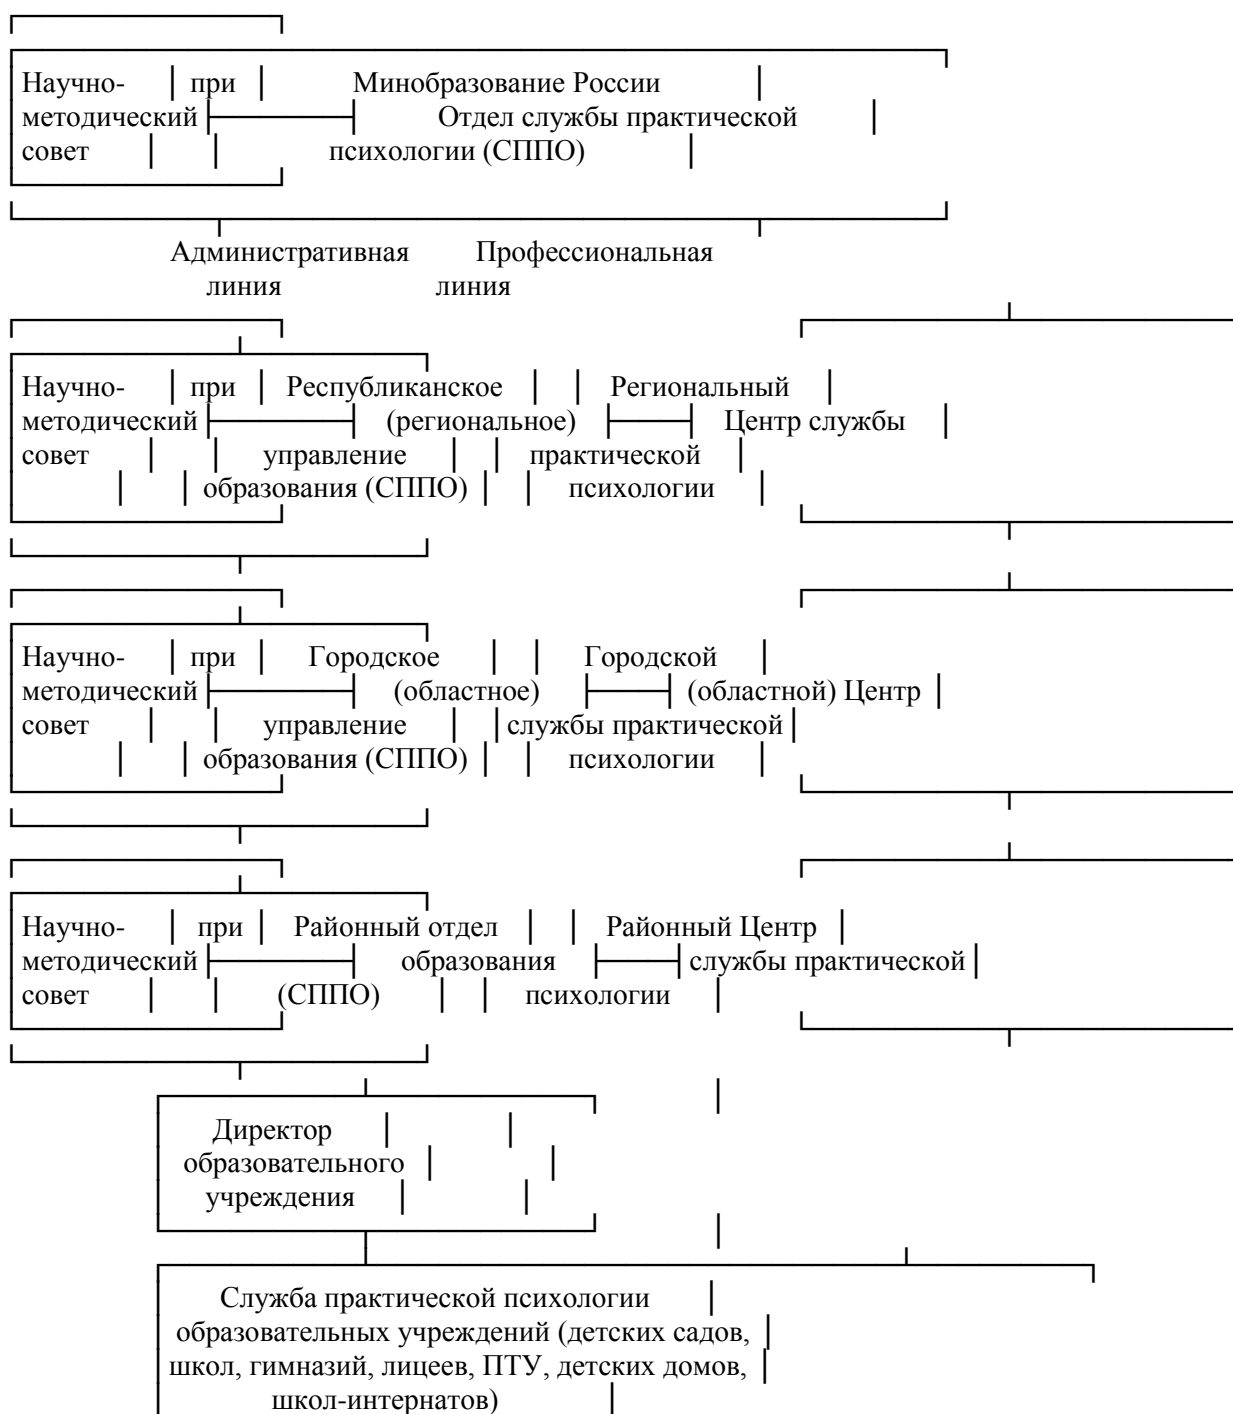 Научно- при Минобразование России
методический Отдел службы практической
совет психологии (СППО)
Административная Профессиональная
линия линия
Научно- при Республиканское Региональный
методический (региональное) Центр службы
совет управление практической
образования (СППО) психологии
Научно- при Городское Городской
методический (областное) (областной) Центр
совет управление службы практической
образования (СППО) психологии
Научно- при Районный отдел Районный Центр
методический образования службы практической
совет (СППО) психологии
Директор
образовательного
учреждения
Служба практической психологии
образовательных учреждений (детских садов,
школ, гимназий, лицеев, ПТУ, детских домов,
школ-интернатов)